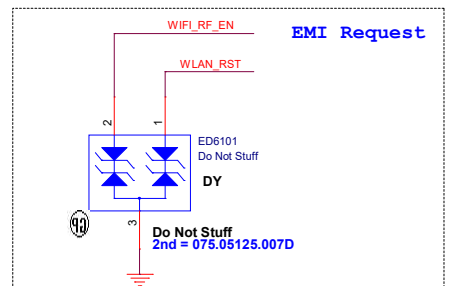 WIFI_RF_EN
EMI Request
WLAN_RST
2
1
ED6101
Do Not Stuff
DY
3
Do Not Stuff
2nd = 075.05125.007D